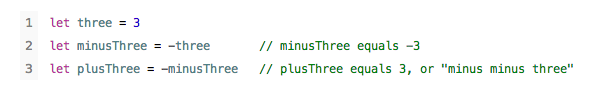 1 let three = 3
2 let minusThree = -three // minusThree equals -3
3 let plusThree = -minusThree // plusThree equals 3, or "minus minus three"